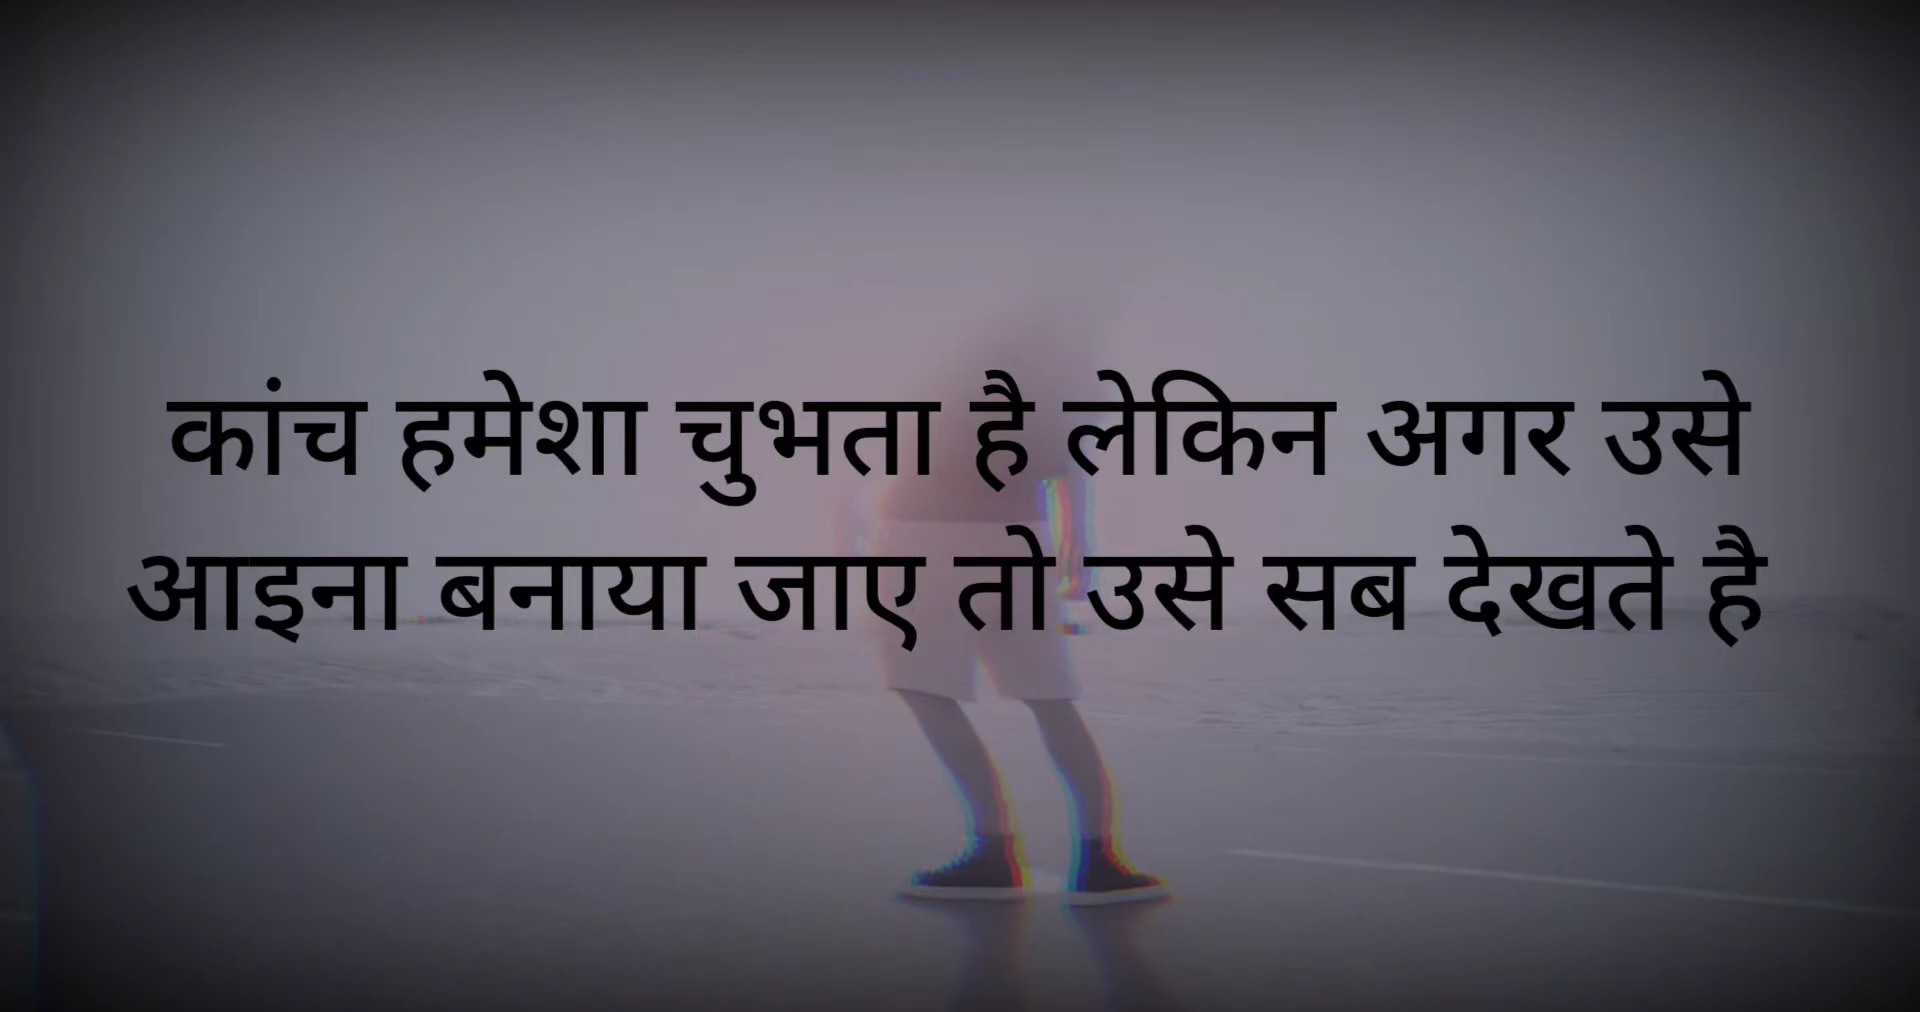 कांच हमेशा चुभता है लेकिन अगर उसे
आइना बनाया जाए तो उसे सब देखते है